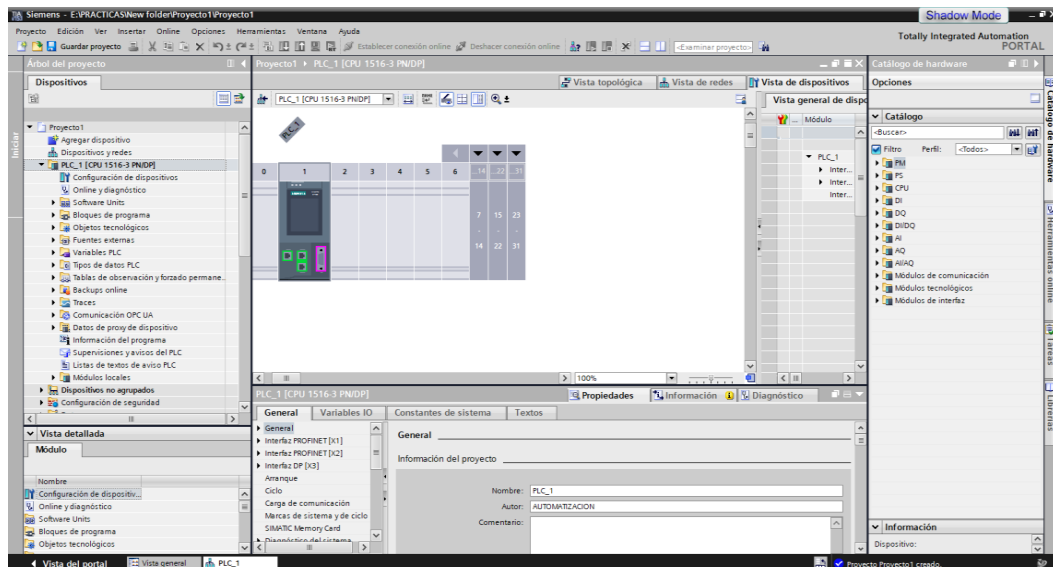 Siemens - E:\PRACTICAS\New folder\Proyecto1\Proyecto1
Shadow Mode
Proyecto Edición Ver Insertar Online Opciones Herramientas Ventana Ayuda
Totally Integrated Automation
PORTAL
Guardar proyecto
Establecer conexión online
Deshacer conexión online
<Examinar proyecto>
Árbol del proyecto
Proyecto1 ▸ PLC_1 [CPU 1516-3 PN/DP]
Catálogo de hardware
Dispositivos
Vista topológica
Vista de redes
Vista de dispositivos
Opciones
PLC_1 [CPU 1516-3 PN/DP]
Vista general de dispo
Iniciar
Proyecto1
Agregar dispositivo
Dispositivos y redes
PLC_1 [CPU 1516-3 PN/DP]
Configuración de dispositivos
Online y diagnóstico
Software Units
Bloques de programa
Objetos tecnológicos
Fuentes externas
Variables PLC
Tipos de datos PLC
Tablas de observación y forzado permane..
Backups online
Traces
Comunicación OPC UA
Datos de proxy de dispositivo
Información del programa
Supervisiones y avisos del PLC
Listas de textos de aviso PLC
Módulos locales
Dispositivos no agrupados
Configuración de seguridad
PLC_1
0 1 2 3 4 5 6 ...14 ...22 ...31
7 15 23
- - -
14 22 31
100%
... Módulo
PLC_1
Inter...
Inter...
Inter...
Catálogo
<Buscar>
Filtro Perfil: <Todos>
PM
PS
CPU
DI
DQ
DI/DQ
AI
AQ
AI/AQ
Módulos de comunicación
Módulos tecnológicos
Módulos de interfaz
Catálogo de hardware
Herramientas online
Tareas
Librerías
Vista detallada
Módulo
Nombre
Configuración de dispositiv...
Online y diagnóstico
Software Units
Bloques de programa
Objetos tecnológicos
PLC_1 [CPU 1516-3 PN/DP]
Propiedades
Información
Diagnóstico
General Variables IO Constantes de sistema Textos
General
Interfaz PROFINET [X1]
Interfaz PROFINET [X2]
Interfaz DP [X3]
Arranque
Ciclo
Carga de comunicación
Marcas de sistema y de ciclo
SIMATIC Memory Card
Diagnóstico del sistema
General
Información del proyecto
Nombre: PLC_1
Autor: AUTOMATIZACION
Comentario:
Información
Dispositivo:
Vista del portal
Vista general
PLC_1
Proyecto Proyecto1 creado.